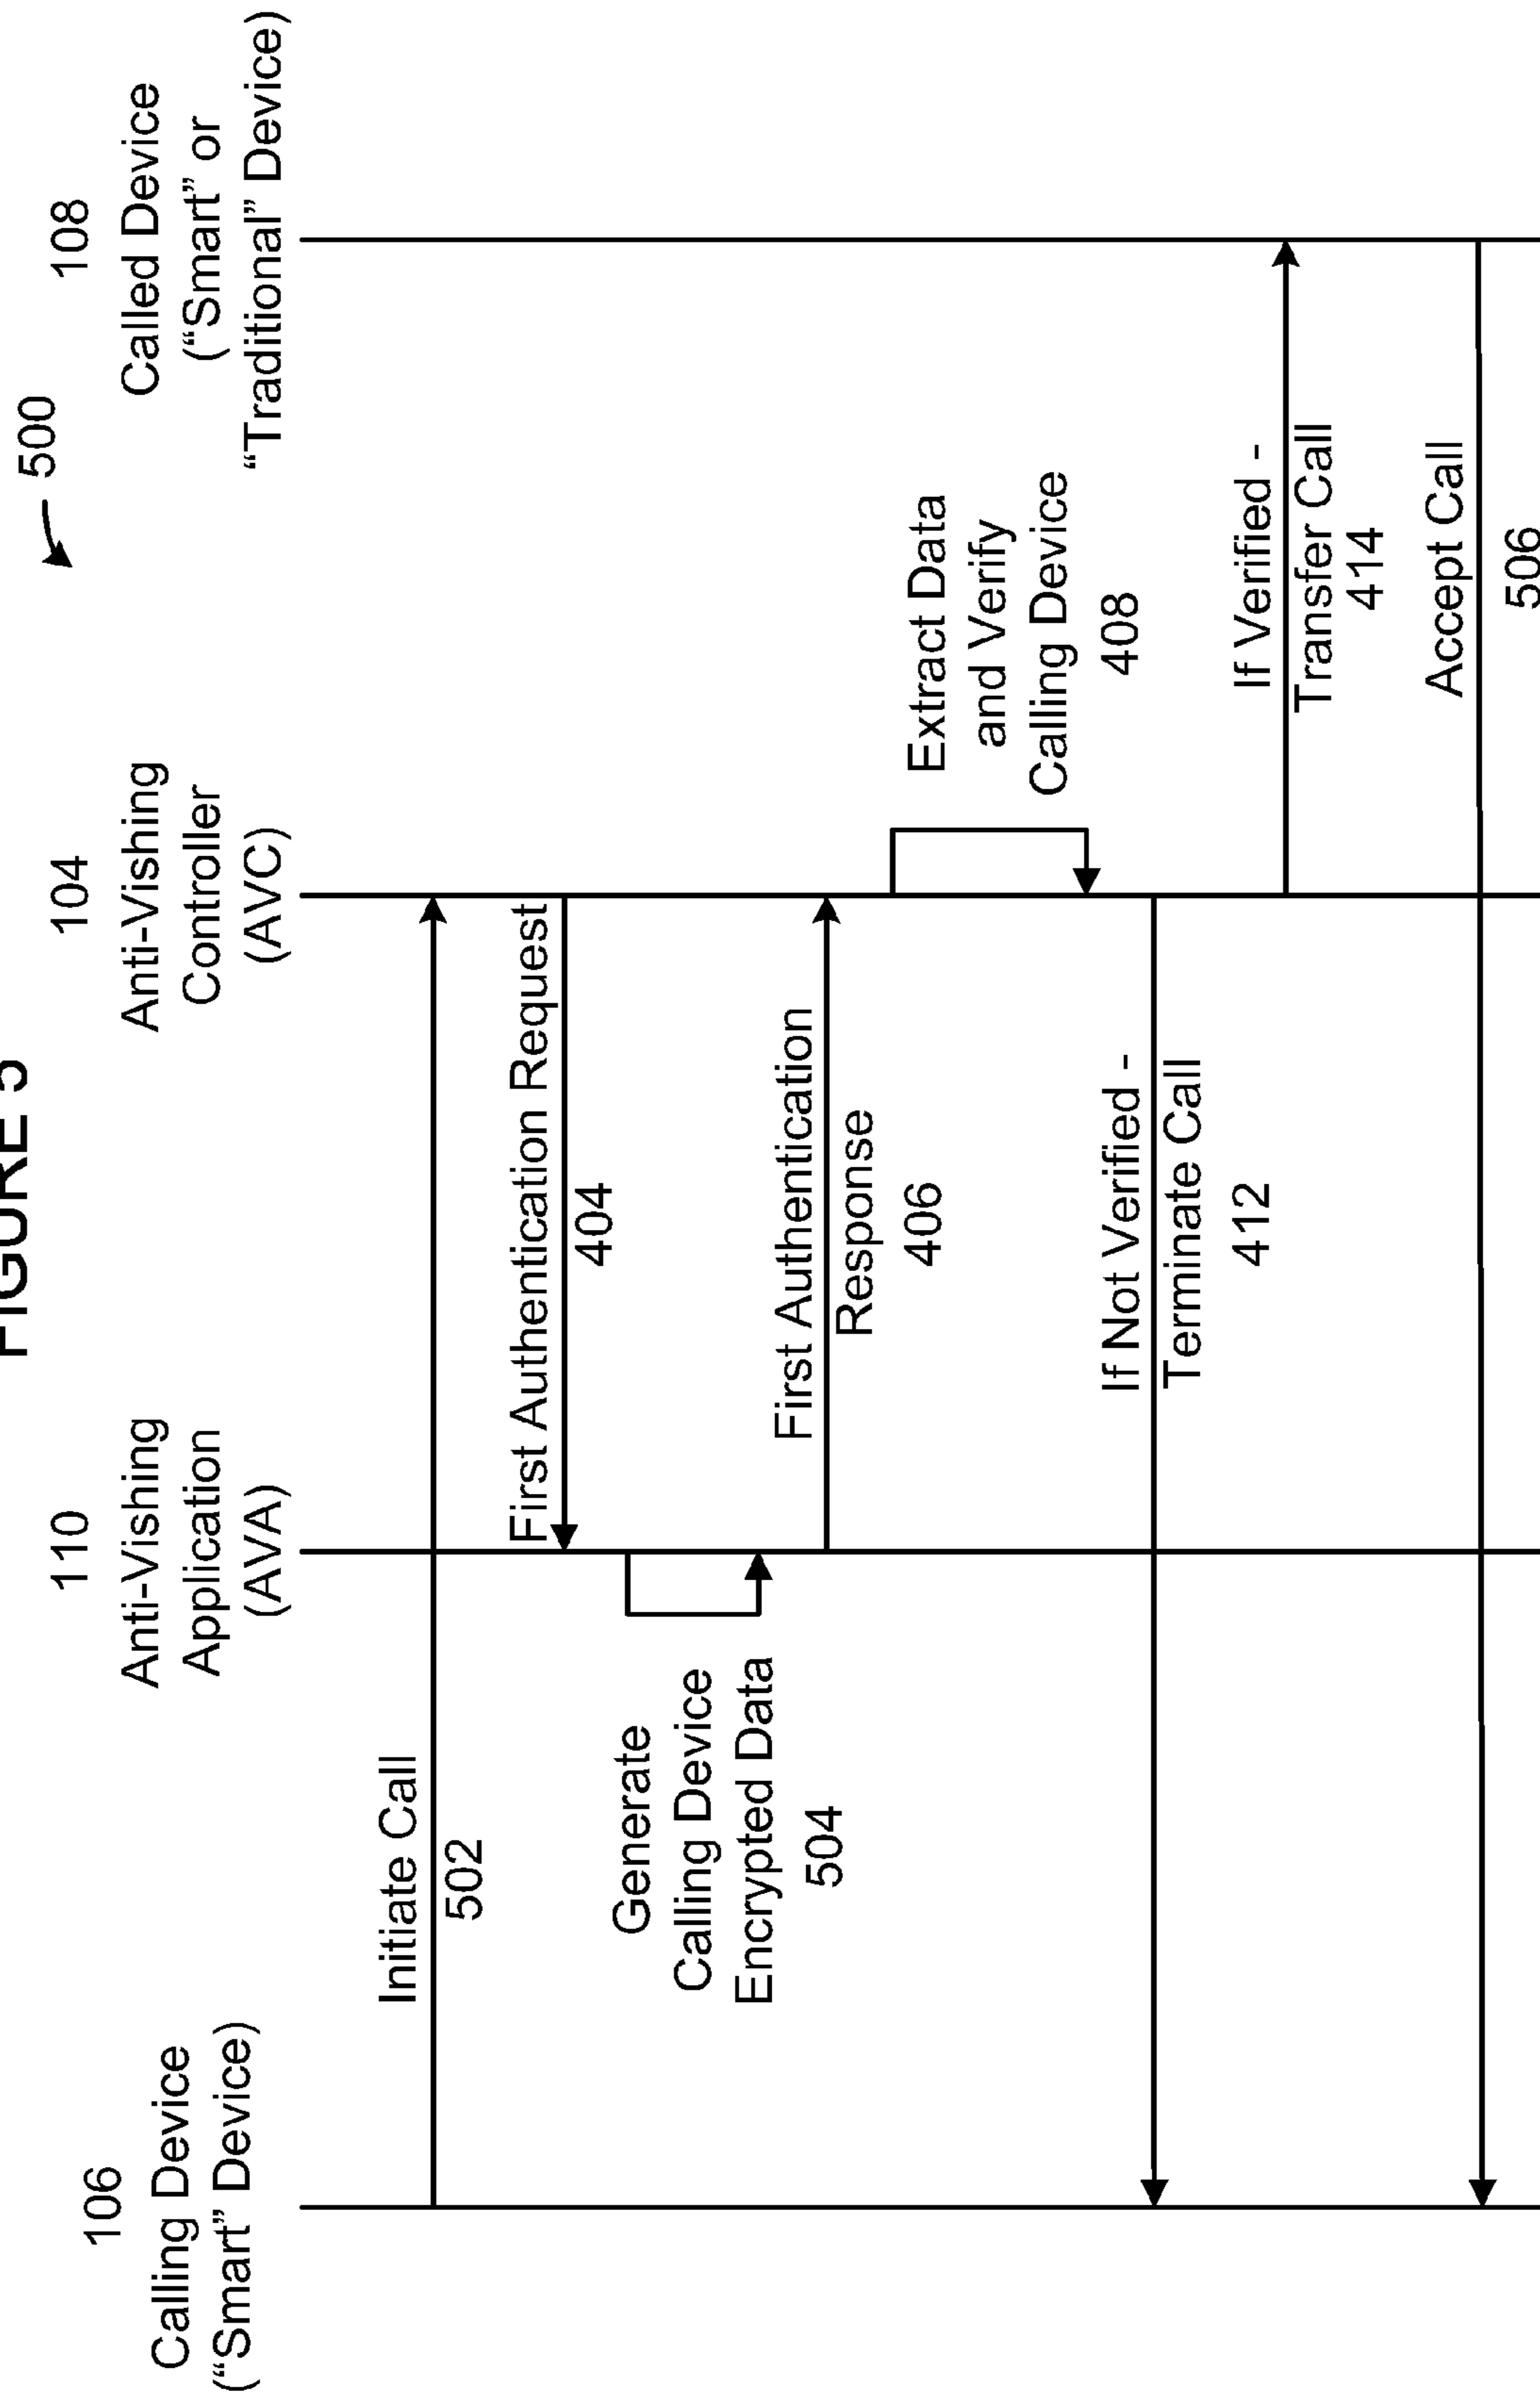 FIGURE 5
500
106
Calling Device
(“Smart” Device)
110
Anti-Vishing
Application
(AVA)
104
Anti-Vishing
Controller
(AVC)
108
Called Device
(“Smart” or
“Traditional” Device)
Initiate Call
502
First Authentication Request
404
Generate
Calling Device
Encrypted Data
504
First Authentication
Response
406
Extract Data
and Verify
Calling Device
408
If Not Verified -
Terminate Call
412
If Verified -
Transfer Call
414
Accept Call
506